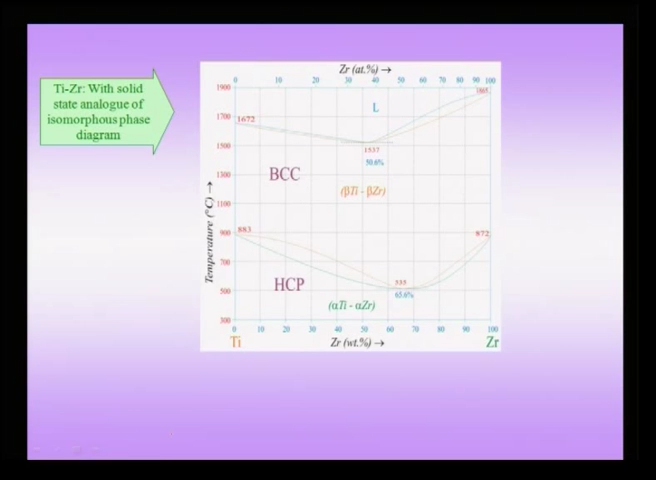 Ti-Zr: With solid
state analogue of
isomorphous phase
diagram
Zr (at.%) →
0 10 20 30 40 50 60 70 80 90 100
1900
1865
L
1700
1672
1500
1537
50.6%
BCC
1300
(βTi - βZr)
Temperature (°C) →
1100
900
883
872
700
HCP
535
65.6%
500
(αTi - αZr)
300
0 10 20 30 40 50 60 70 80 90 100
Ti
Zr (wt.%) →
Zr